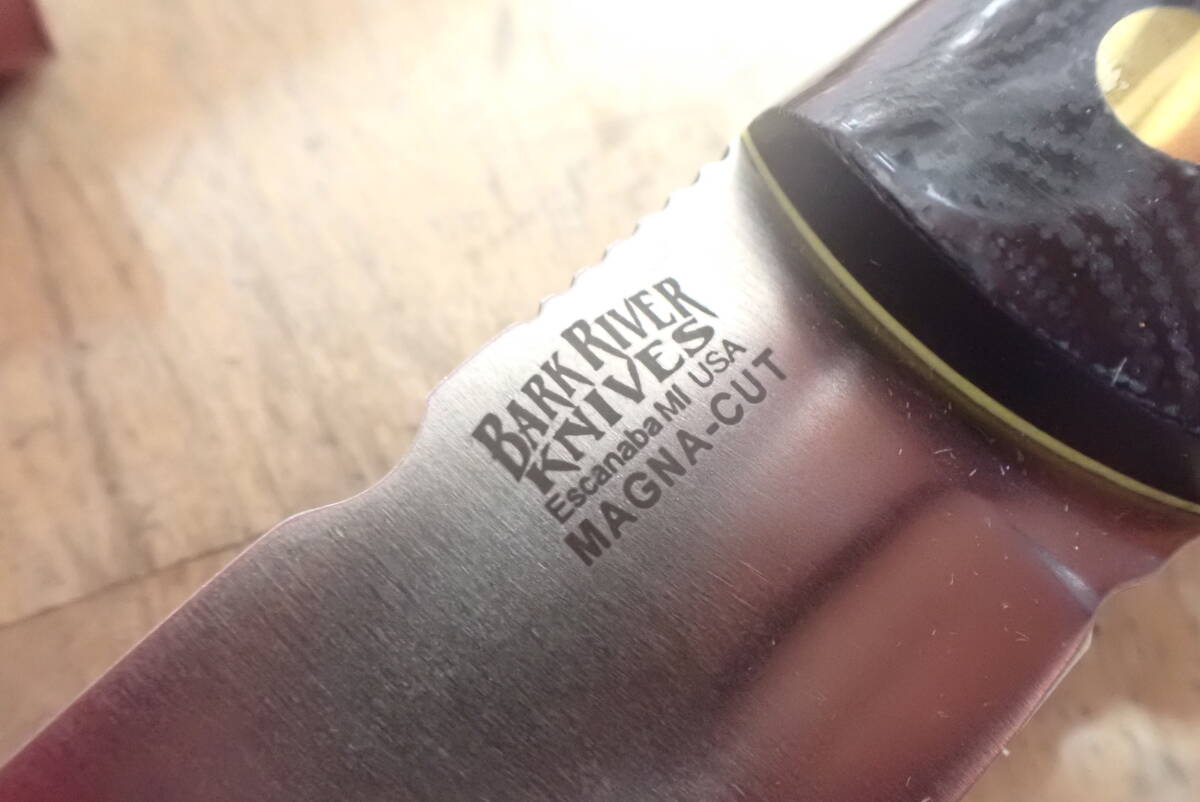 BARK RIVER
KNIVES
Escanaba MI USA
MAGNA-CUT